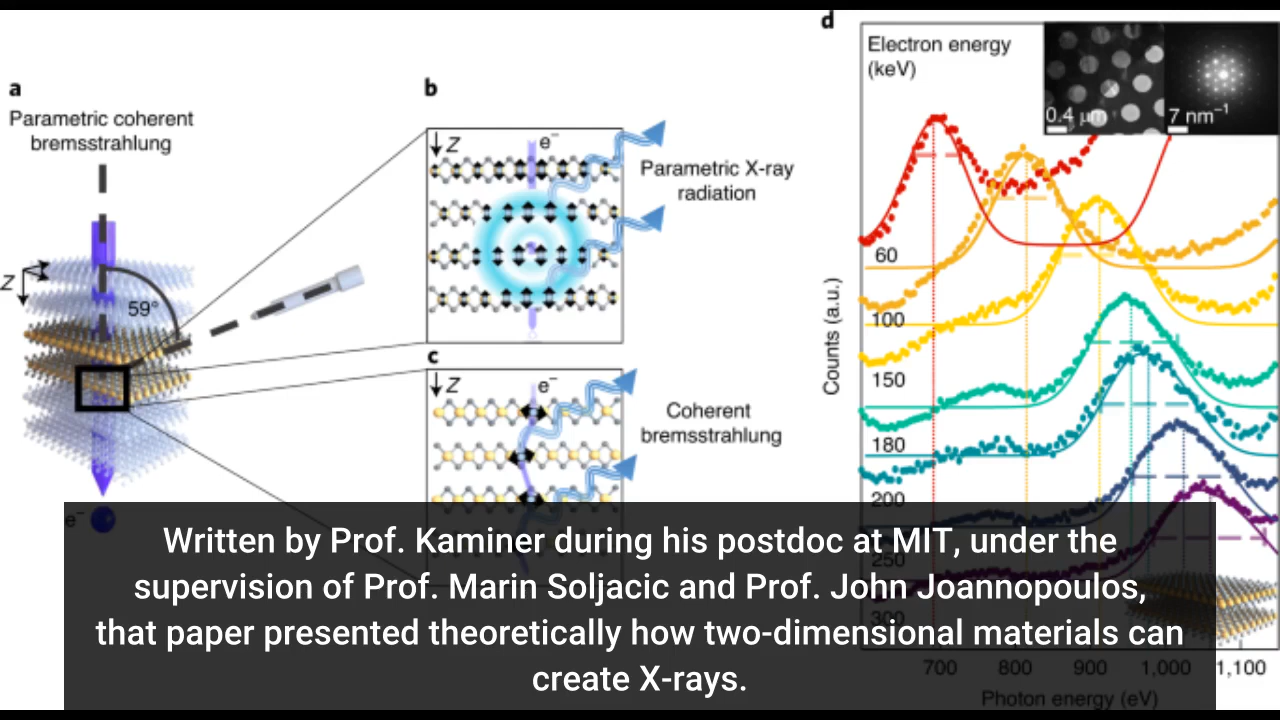 a
Parametric coherent
bremsstrahlung
Z
59°
e⁻
b
Z
e⁻
Parametric X-ray
radiation
c
Z
e⁻
Coherent
bremsstrahlung
d
Electron energy
(keV)
0.4 μm
7 nm⁻¹
60
100
150
180
200
250
300
Counts (a.u.)
700 800 900 1,000 1,100
Photon energy (eV)
Written by Prof. Kaminer during his postdoc at MIT, under the
supervision of Prof. Marin Soljacic and Prof. John Joannopoulos,
that paper presented theoretically how two-dimensional materials can
create X-rays.